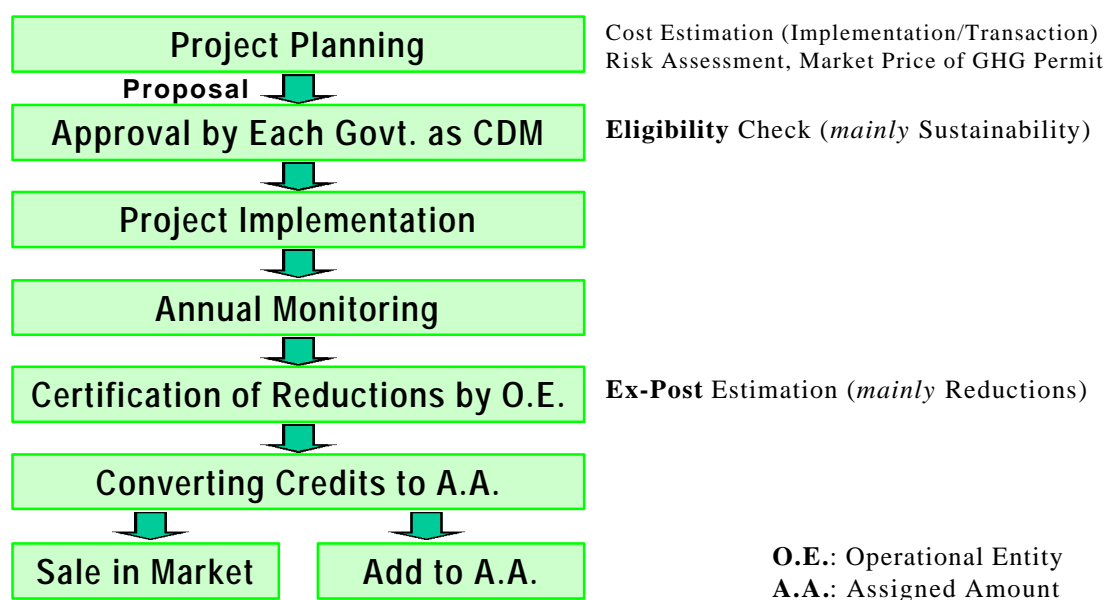 Project Planning
Cost Estimation (Implementation/Transaction)
Risk Assessment, Market Price of GHG Permit
Proposal
Approval by Each Govt. as CDM
Eligibility Check (mainly Sustainability)
Project Implementation
Annual Monitoring
Certification of Reductions by O.E.
Ex-Post Estimation (mainly Reductions)
Converting Credits to A.A.
Sale in Market
Add to A.A.
O.E.: Operational Entity
A.A.: Assigned Amount